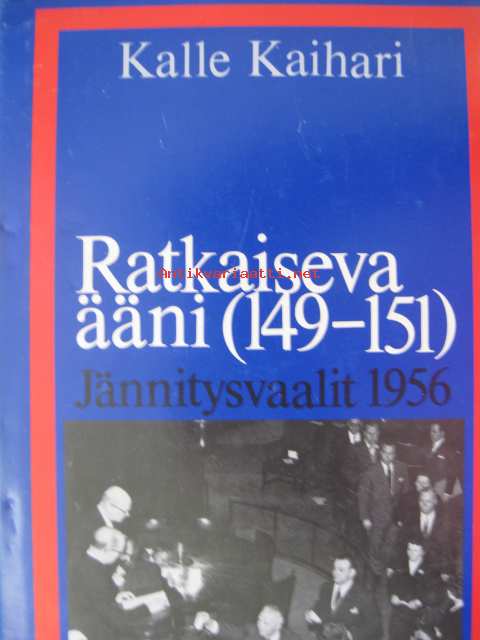 Kalle Kaihari
Ratkaiseva
Antikvariaatti.net
ääni (149–151)
Jännitysvaalit 1956